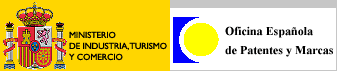 MINISTERIO
DE INDUSTRIA, TURISMO
Y COMERCIO
Oficina Española
de Patentes y Marcas